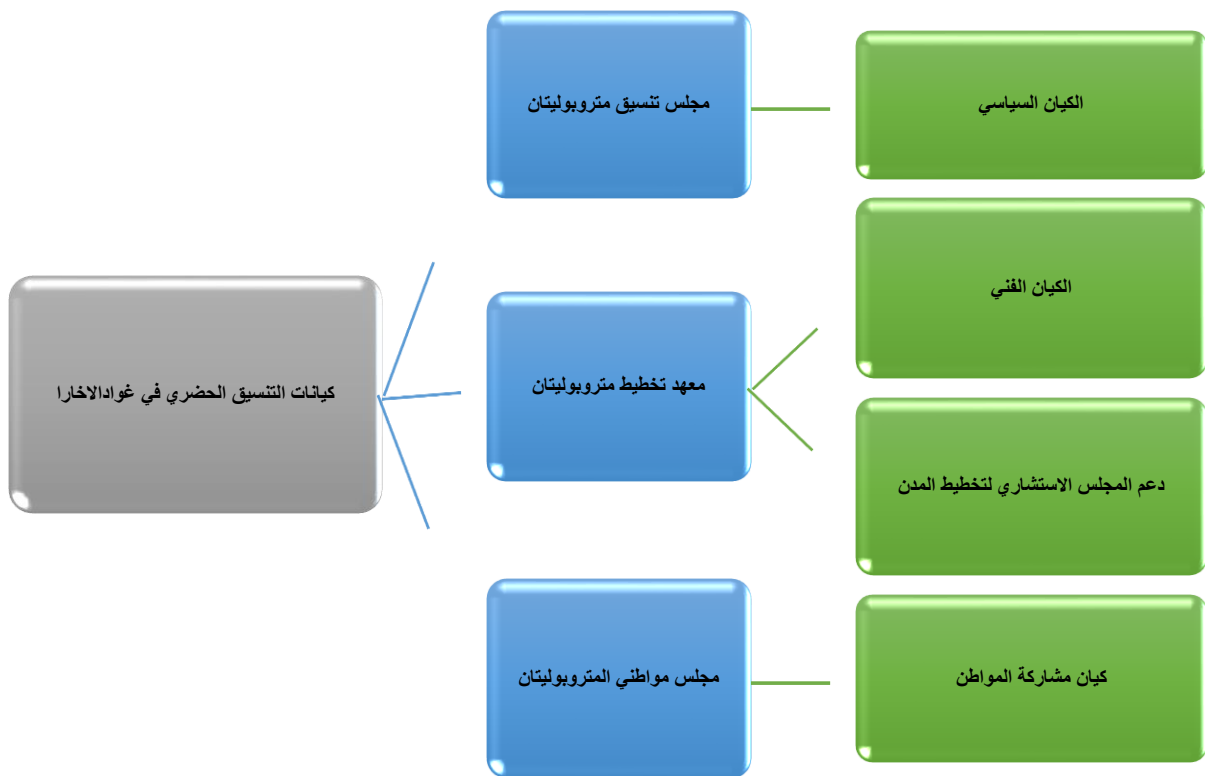 كيانات التنسيق الحضري في غوادالاخارا
مجلس تنسيق متروبوليتان
الكيان السياسي
معهد تخطيط متروبوليتان
الكيان الفني
دعم المجلس الاستشاري لتخطيط المدن
مجلس مواطني المتروبوليتان
كيان مشاركة المواطن